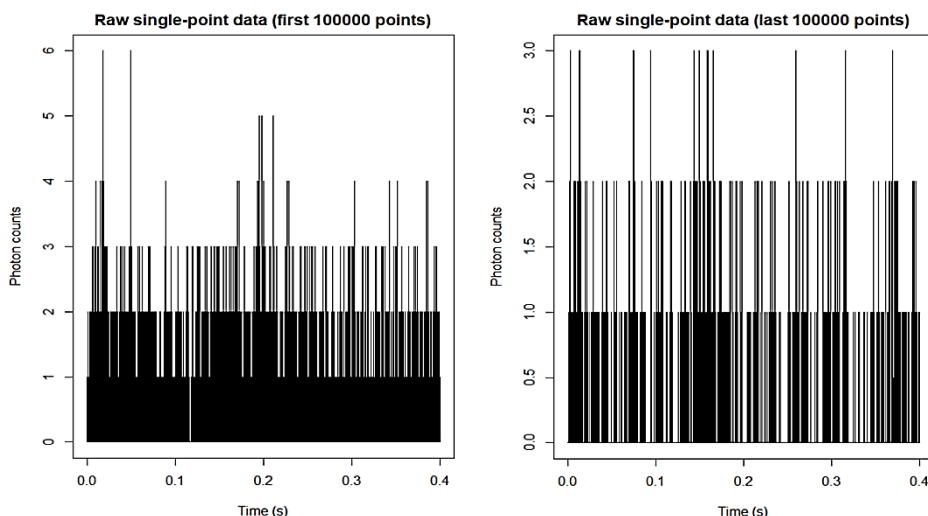 Raw single-point data (first 100000 points)
Photon counts
6
5
4
3
2
1
0
0.0 0.1 0.2 0.3 0.4
Time (s)
Raw single-point data (last 100000 points)
Photon counts
3.0
2.5
2.0
1.5
1.0
0.5
0.0
0.0 0.1 0.2 0.3 0.4
Time (s)